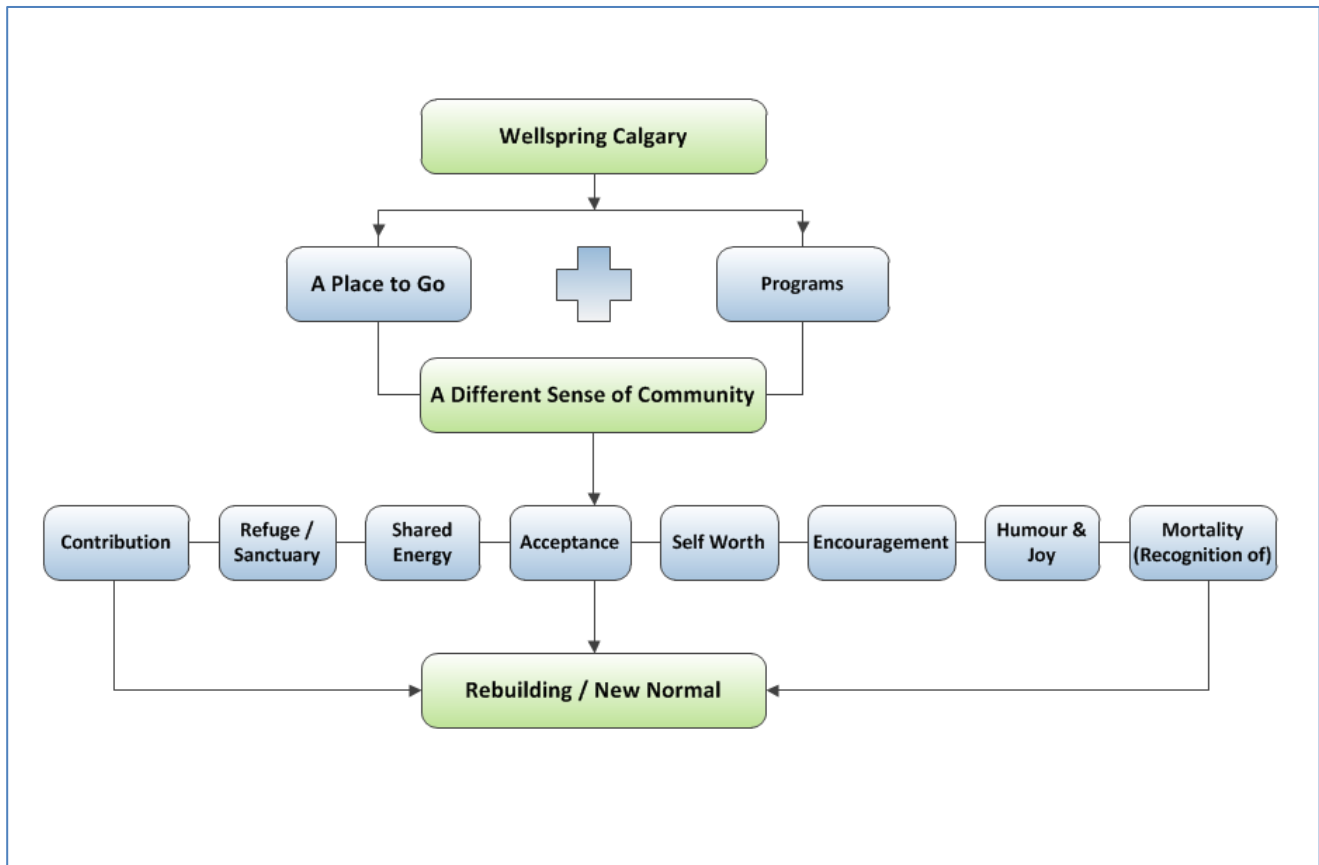 Wellspring Calgary
A Place to Go
Programs
A Different Sense of Community
Contribution
Refuge /
Sanctuary
Shared
Energy
Acceptance
Self Worth
Encouragement
Humour &
Joy
Mortality
(Recognition of)
Rebuilding / New Normal